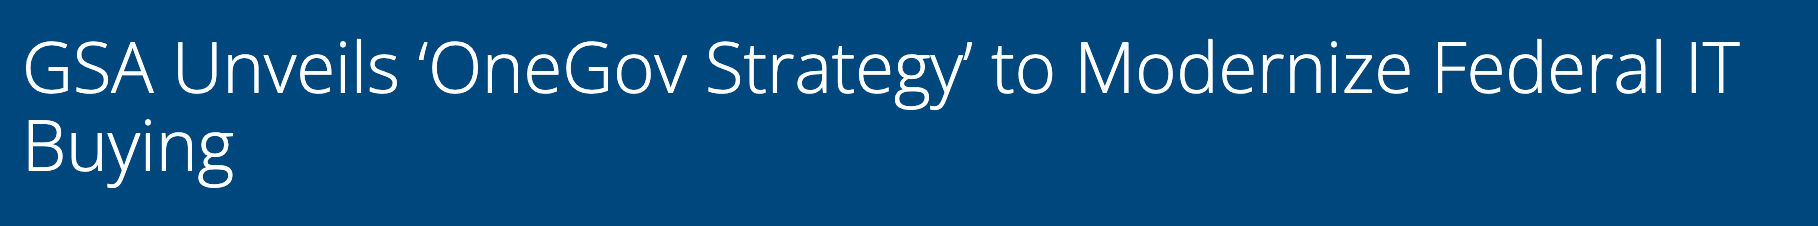 GSA Unveils ‘OneGov Strategy’ to Modernize Federal IT
Buying